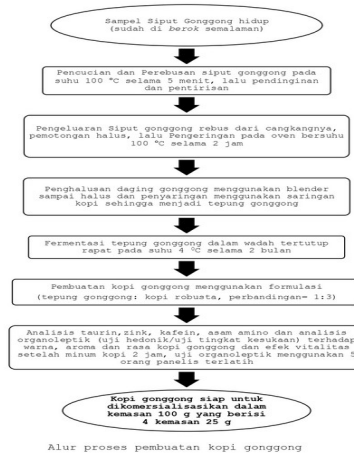 Sampel Siput Gonggong hidup
(sudah di berok semalaman)
Pencucian dan Perebusan siput gonggong pada
suhu 100 °C selama 5 menit, lalu pendinginan
dan pentirisan
Pengeluaran Siput gonggong rebus dari cangkangnya,
pemotongan halus, lalu Pengeringan pada oven bersuhu
100 °C selama 2 jam
Penghalusan daging gonggong menggunakan blender
sampai halus dan penyaringan menggunakan saringan
kopi sehingga menjadi tepung gonggong
Fermentasi tepung gonggong dalam wadah tertutup
rapat pada suhu 4 °C selama 2 bulan
Pembuatan kopi gonggong menggunakan formulasi
(tepung gonggong: kopi robusta, perbandingan= 1:3)
Analisis taurin,zink, kafein, asam amino dan analisis
organoleptik (uji hedonik/uji tingkat kesukaan) terhadap
warna, aroma dan rasa kopi gonggong dan efek vitalitas
setelah minum kopi 2 jam, uji organoleptik menggunakan 5
orang panelis terlatih
Kopi gonggong siap untuk
dikomersialisasikan dalam
kemasan 100 g yang berisi
4 kemasan 25 g
Alur proses pembuatan kopi gonggong